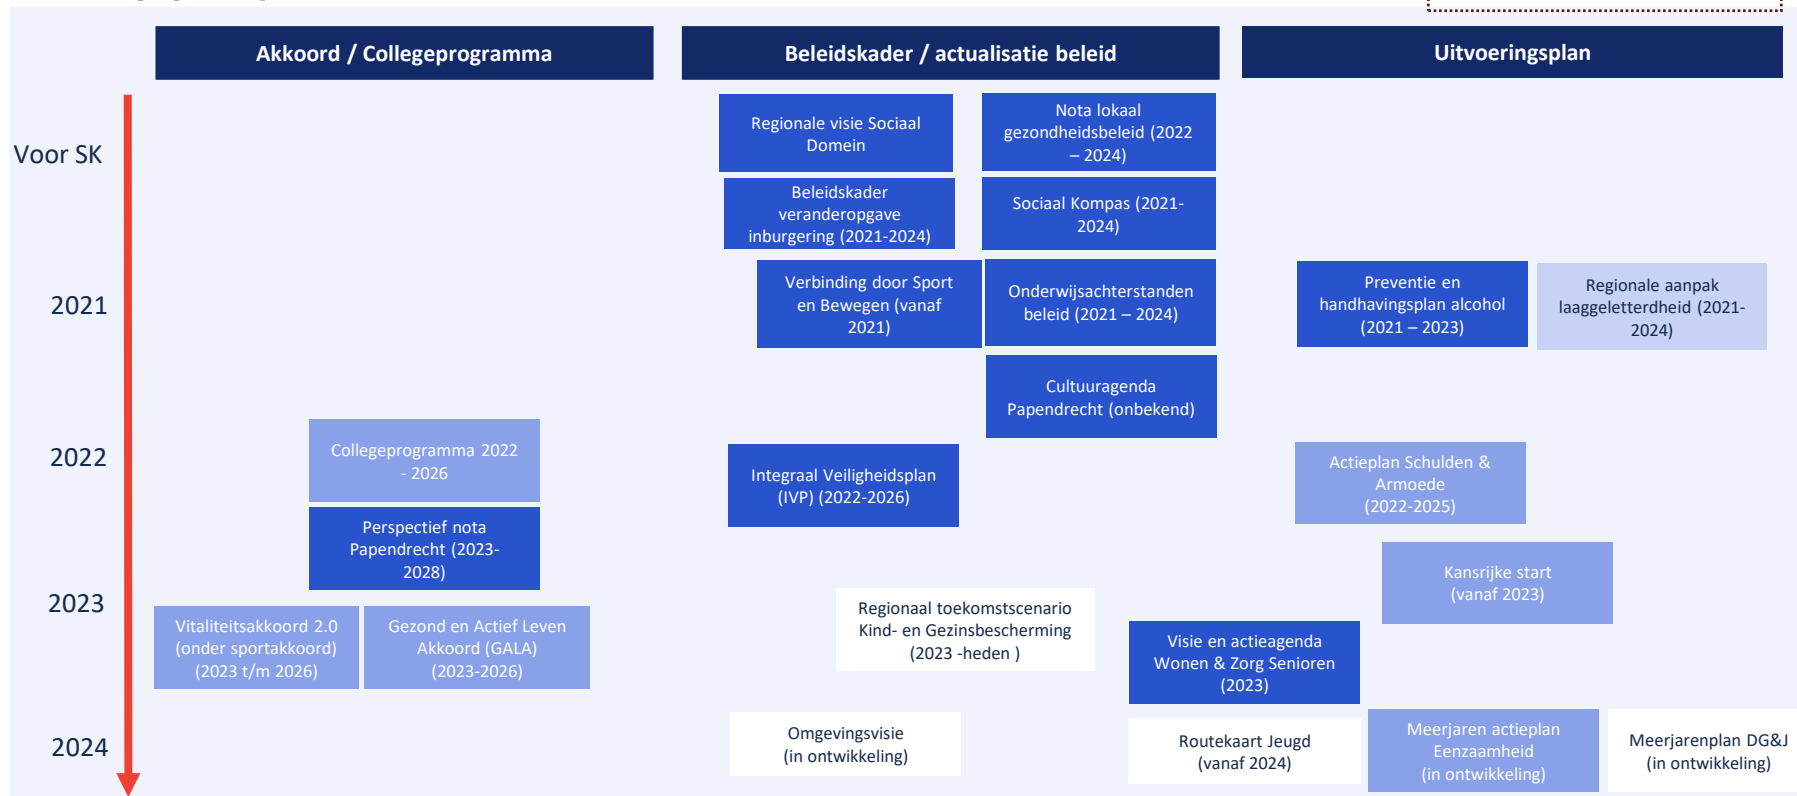 Akkoord / Collegeprogramma
Beleidskader / actualisatie beleid
Uitvoeringsplan
Voor SK
Regionale visie Sociaal
Domein
Nota lokaal
gezondheidsbeleid (2022
– 2024)
Beleidskader
veranderopgave
inburgering (2021-2024)
Sociaal Kompas (2021-
2024)
2021
Verbinding door Sport
en Bewegen (vanaf
2021)
Onderwijsachterstanden
beleid (2021 – 2024)
Preventie en
handhavingsplan alcohol
(2021 – 2023)
Regionale aanpak
laaggeletterdheid (2021-
2024)
Cultuuragenda
Papendrecht (onbekend)
2022
Collegeprogramma 2022
- 2026
Integraal Veiligheidsplan
(IVP) (2022-2026)
Actieplan Schulden &
Armoede
(2022-2025)
Perspectief nota
Papendrecht (2023-
2028)
2023
Kansrijke start
(vanaf 2023)
Vitaliteitsakkoord 2.0
(onder sportakkoord)
(2023 t/m 2026)
Gezond en Actief Leven
Akkoord (GALA)
(2023-2026)
Regionaal toekomstscenario
Kind- en Gezinsbescherming
(2023 -heden )
Visie en actieagenda
Wonen & Zorg Senioren
(2023)
2024
Omgevingsvisie
(in ontwikkeling)
Routekaart Jeugd
(vanaf 2024)
Meerjaren actieplan
Eenzaamheid
(in ontwikkeling)
Meerjarenplan DG&J
(in ontwikkeling)